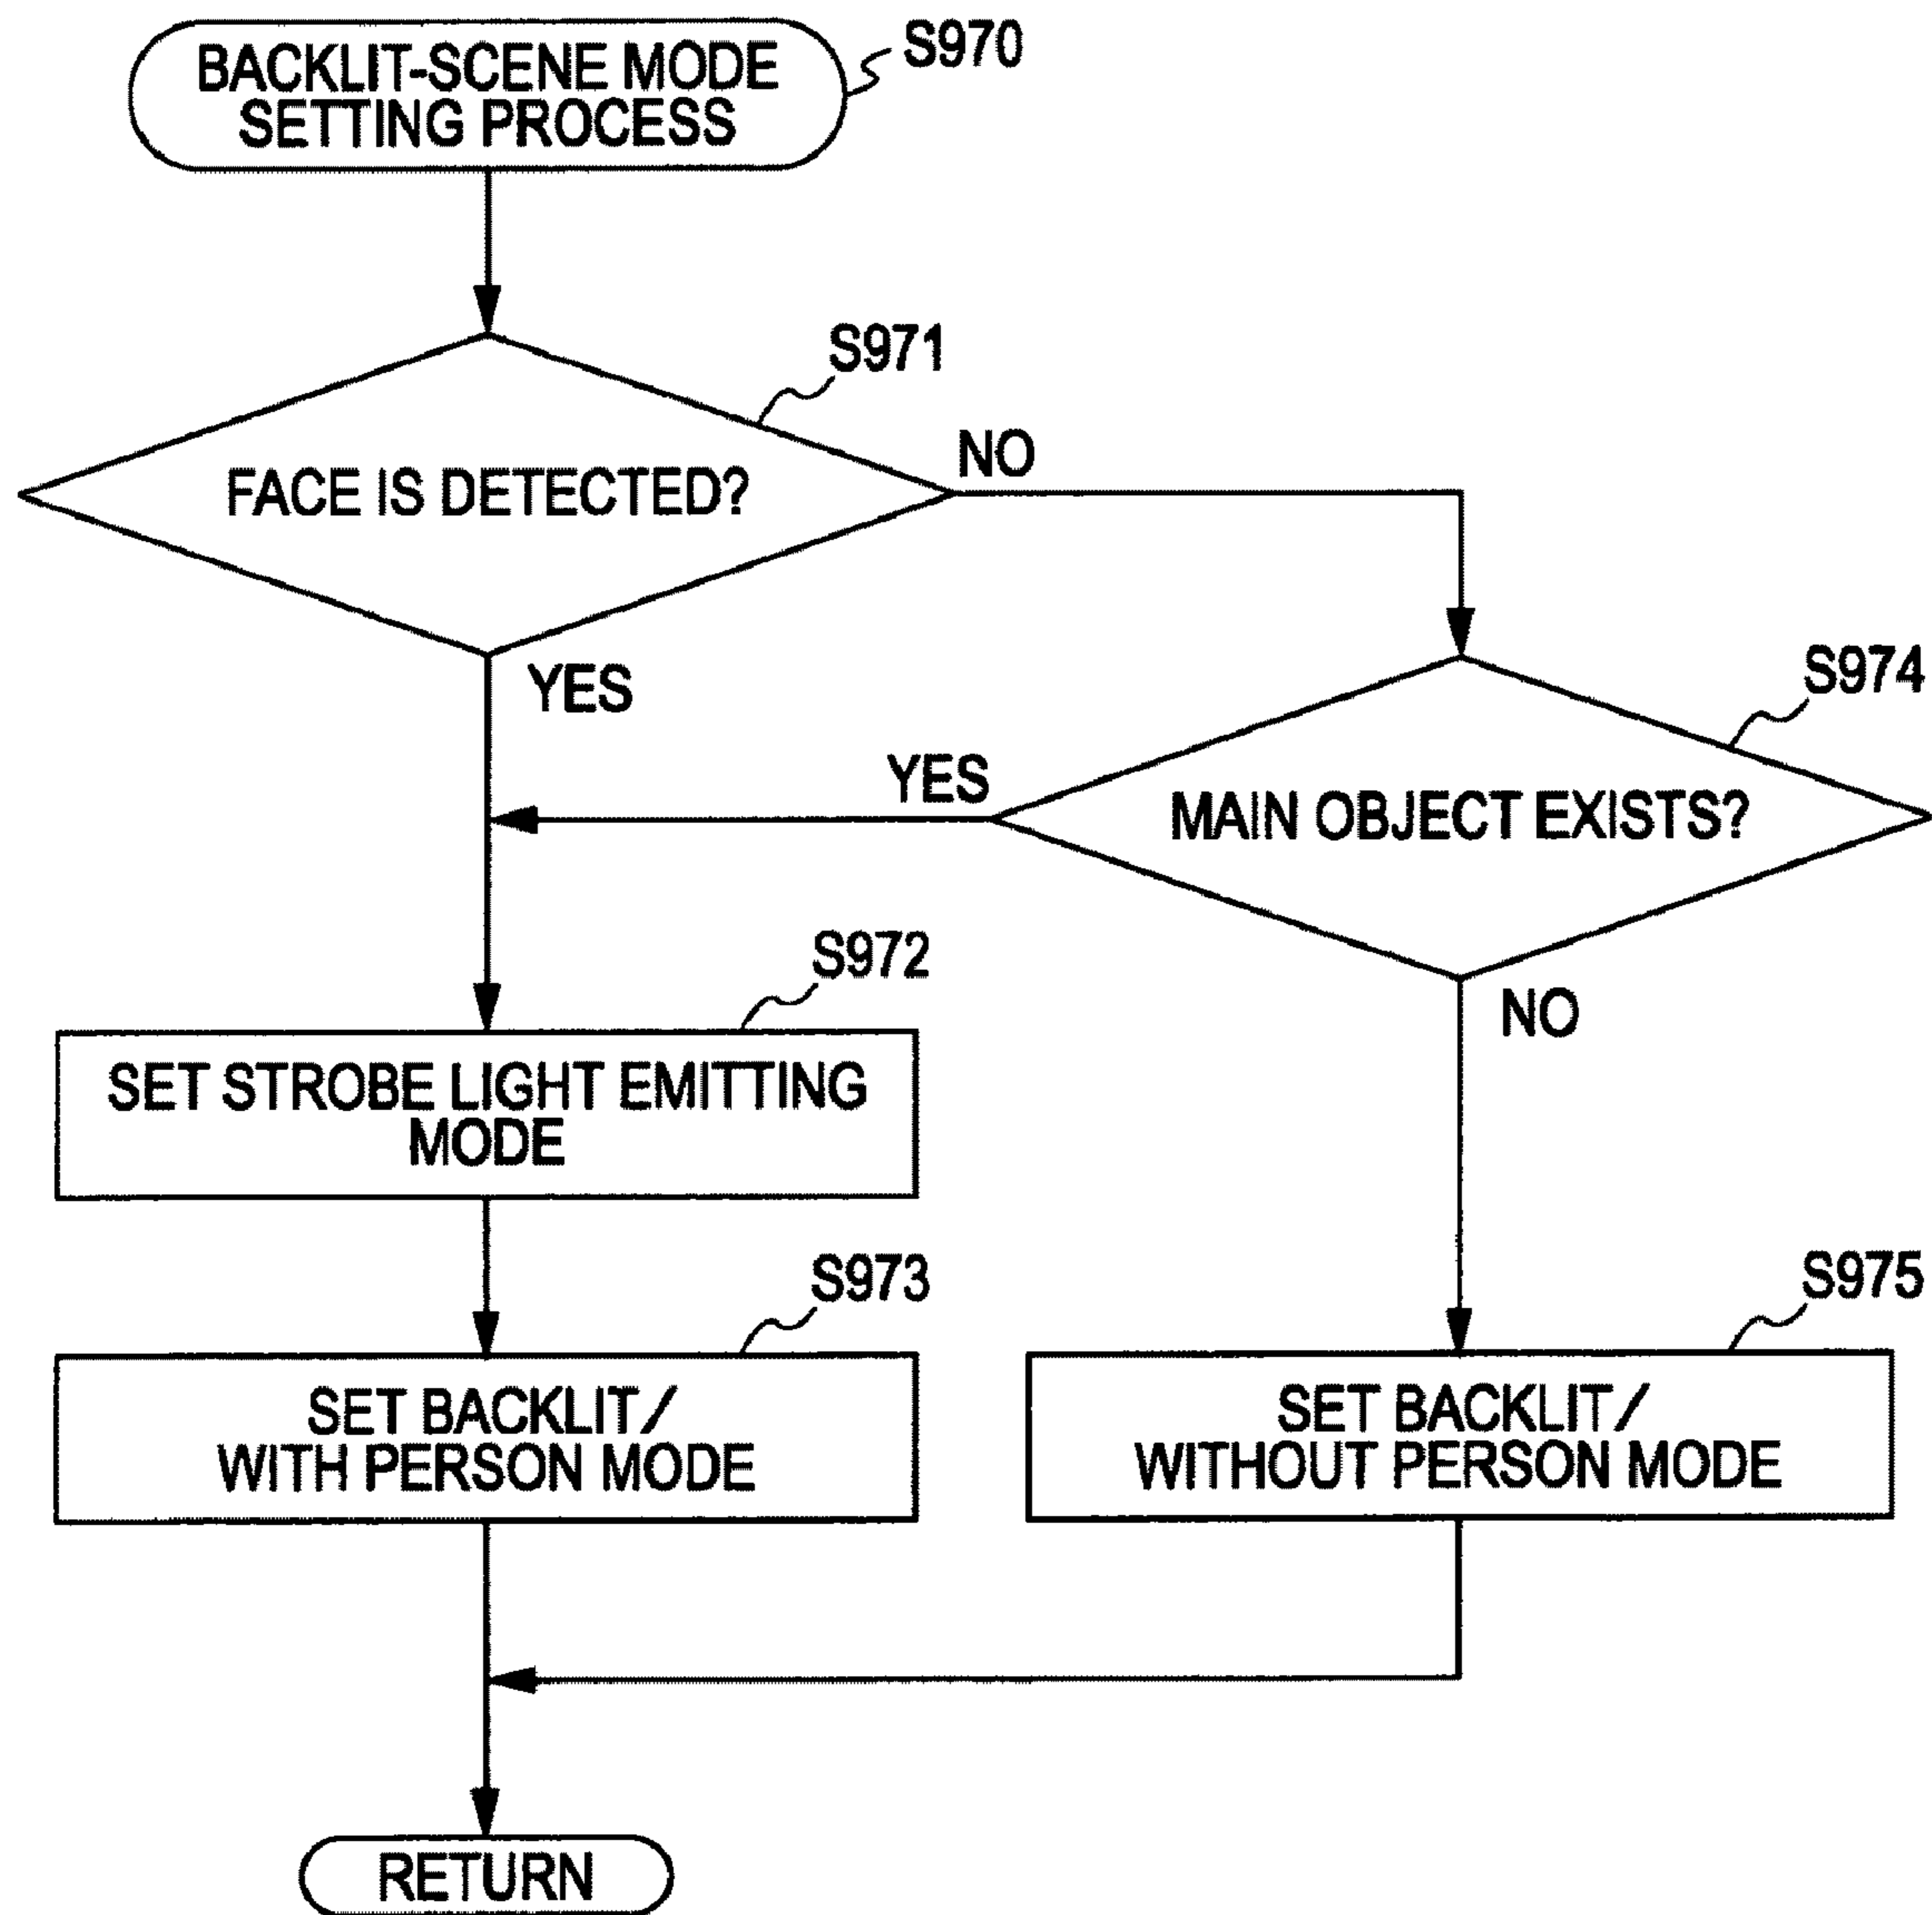 BACKLIT-SCENE MODE
SETTING PROCESS
S970
S971
FACE IS DETECTED?
NO
YES
S974
MAIN OBJECT EXISTS?
YES
NO
S972
SET STROBE LIGHT EMITTING
MODE
S973
SET BACKLIT/
WITH PERSON MODE
S975
SET BACKLIT/
WITHOUT PERSON MODE
RETURN